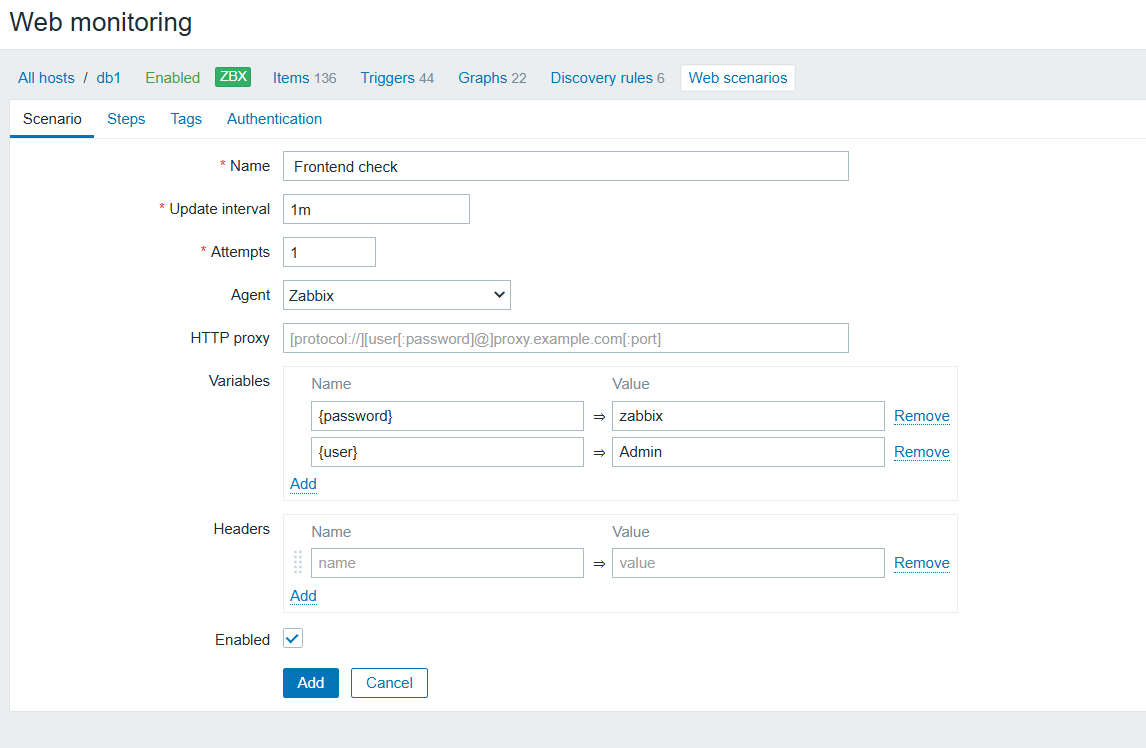 Web monitoring
All hosts / db1 Enabled ZBX Items 136 Triggers 44 Graphs 22 Discovery rules 6 Web scenarios
Scenario Steps Tags Authentication
* Name Frontend check
* Update interval 1m
* Attempts 1
Agent Zabbix
HTTP proxy [protocol://][user[:password]@]proxy.example.com[:port]
Variables Name Value
{password} ⇒ zabbix Remove
{user} ⇒ Admin Remove
Add
Headers Name Value
name ⇒ value Remove
Add
Enabled
Add Cancel